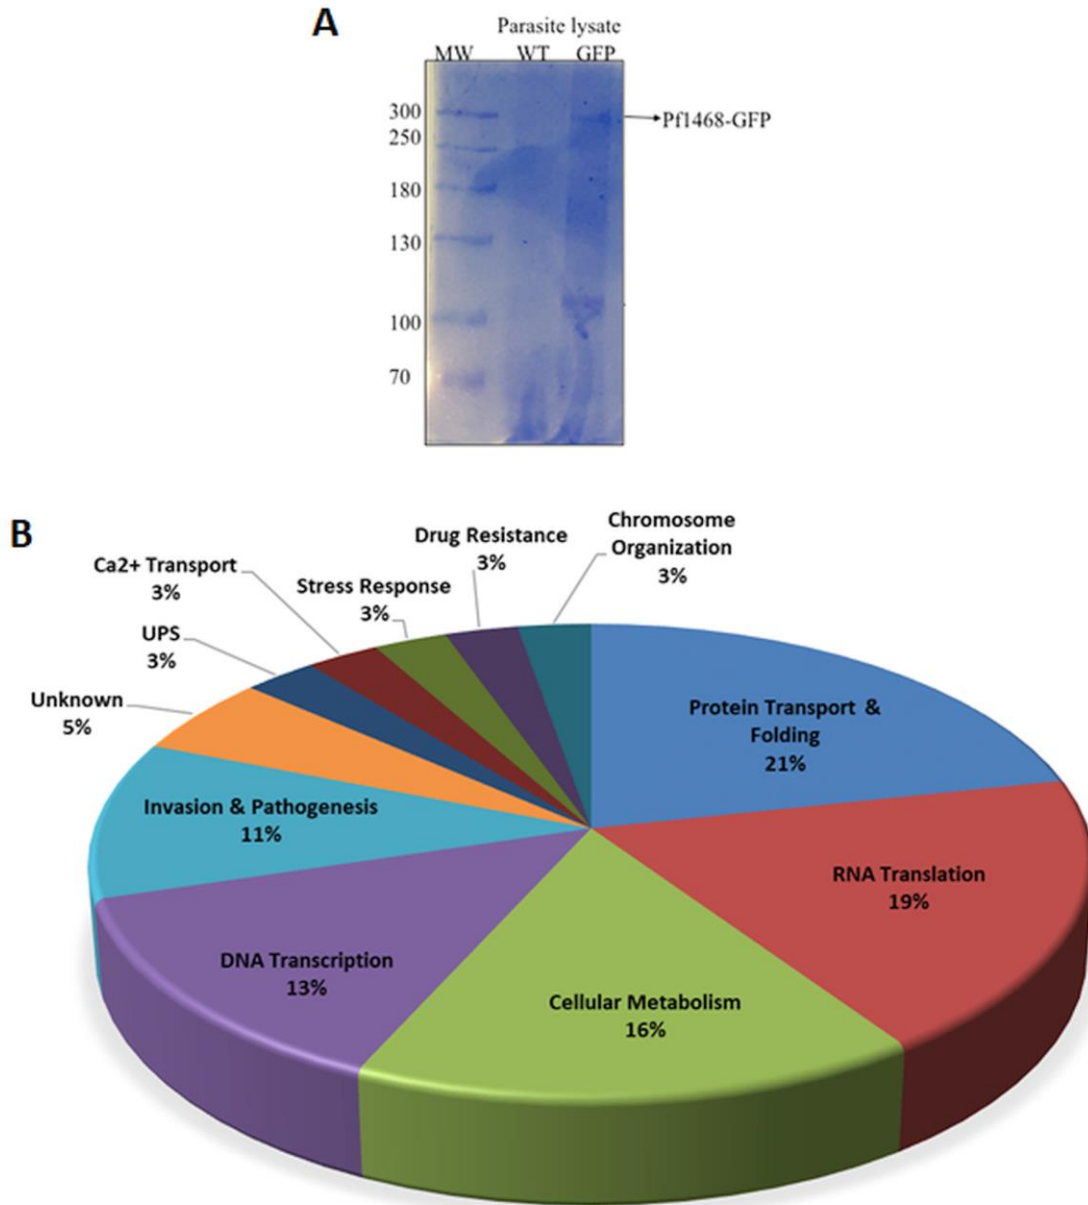 A
Parasite lysate
MW WT GFP
300
250
180
130
100
70
Pf1468-GFP
B
Chromosome
Organization
3%
Drug Resistance
3%
Ca2+ Transport
3%
Stress Response
3%
UPS
3%
Unknown
5%
Protein Transport &
Folding
21%
Invasion & Pathogenesis
11%
RNA Translation
19%
DNA Transcription
13%
Cellular Metabolism
16%